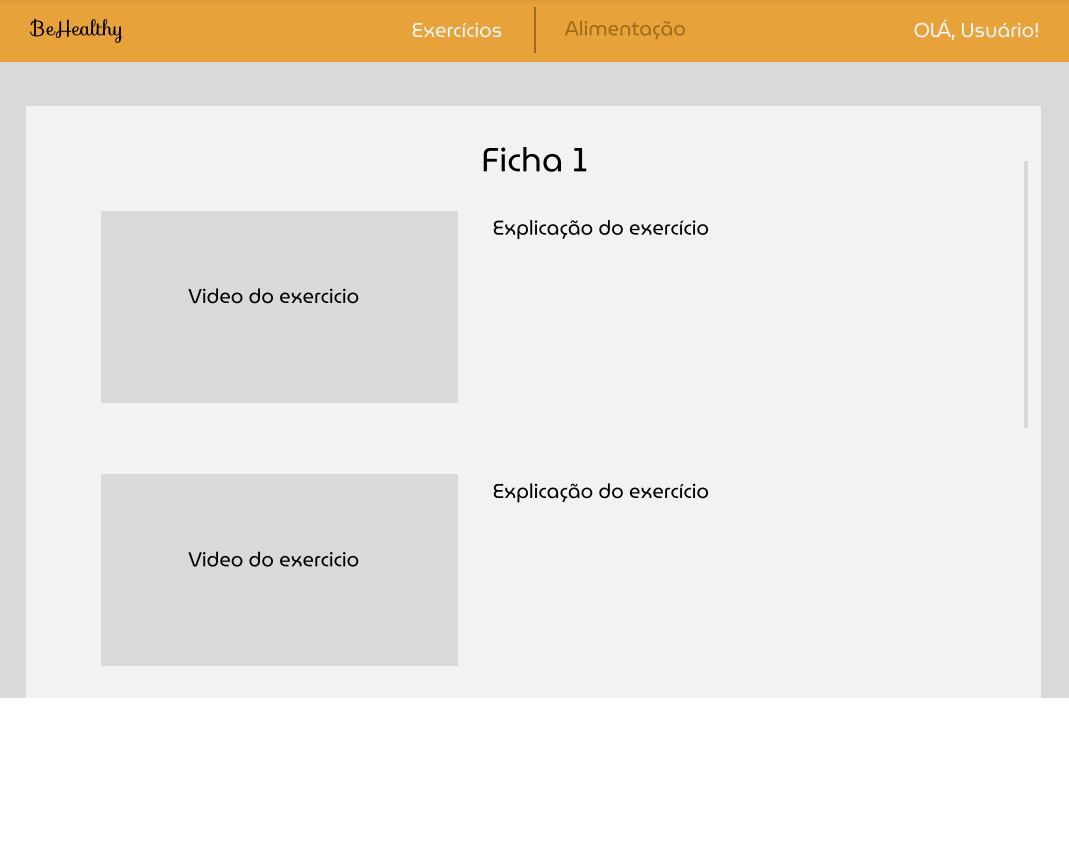 BeHealthy
Exercícios
Alimentação
OLÁ, Usuário!
Ficha 1
Explicação do exercício
Video do exercicio
Explicação do exercício
Video do exercicio